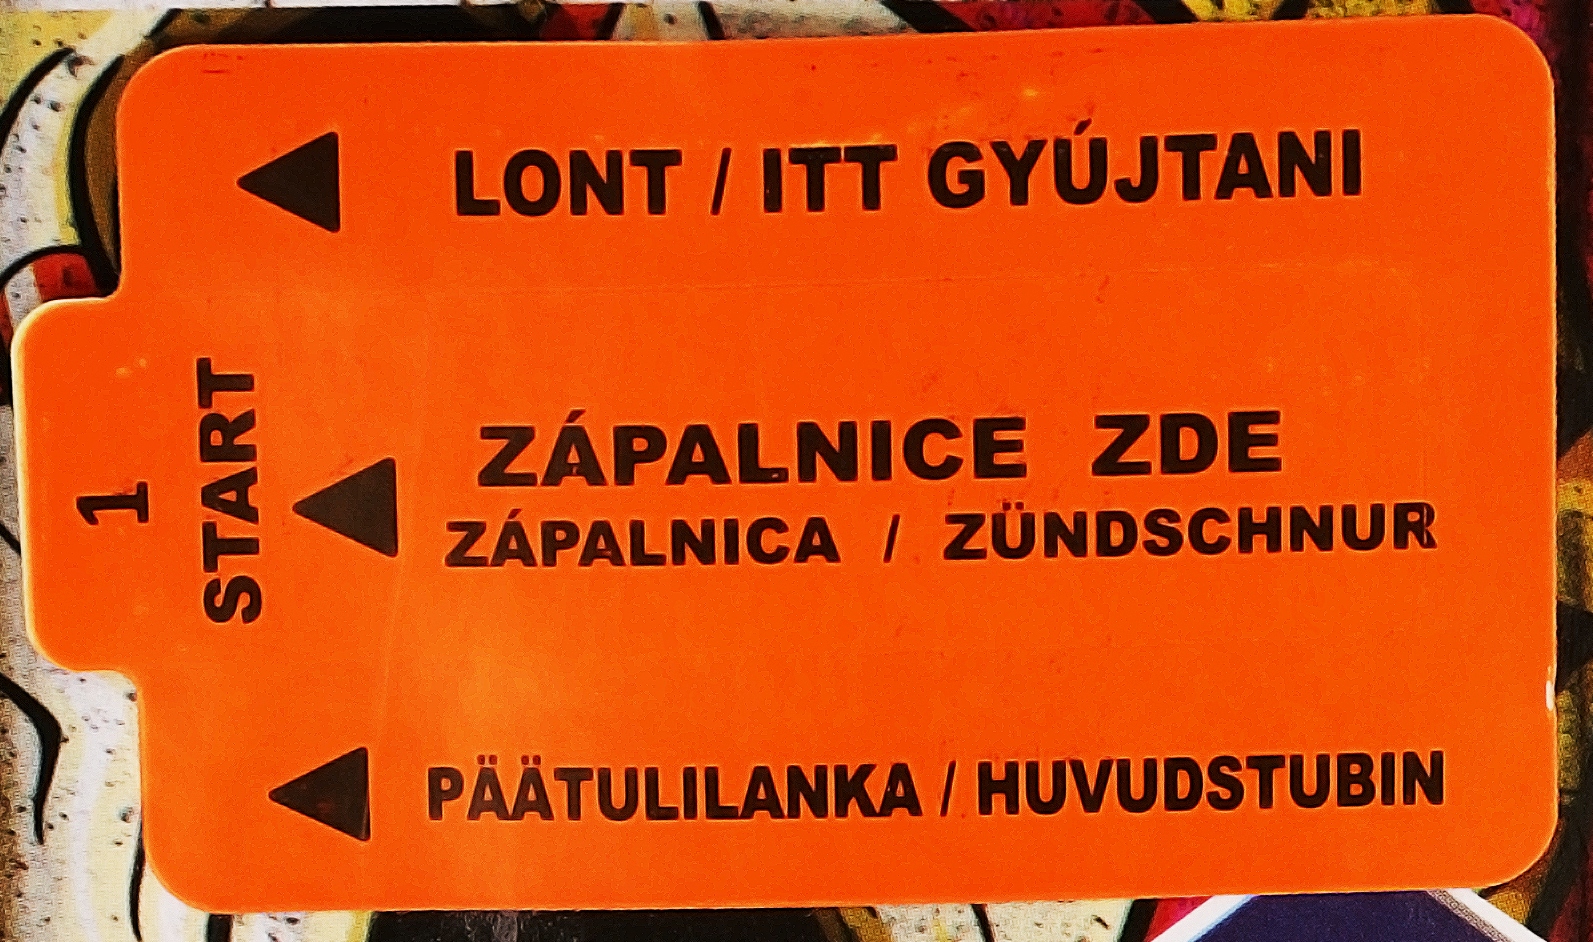 LONT / ITT GYÚJTANI
1
START
ZÁPALNICE ZDE
ZÁPALNICA / ZÜNDSCHNUR
PÄÄTULILANKA / HUVUDSTUBIN